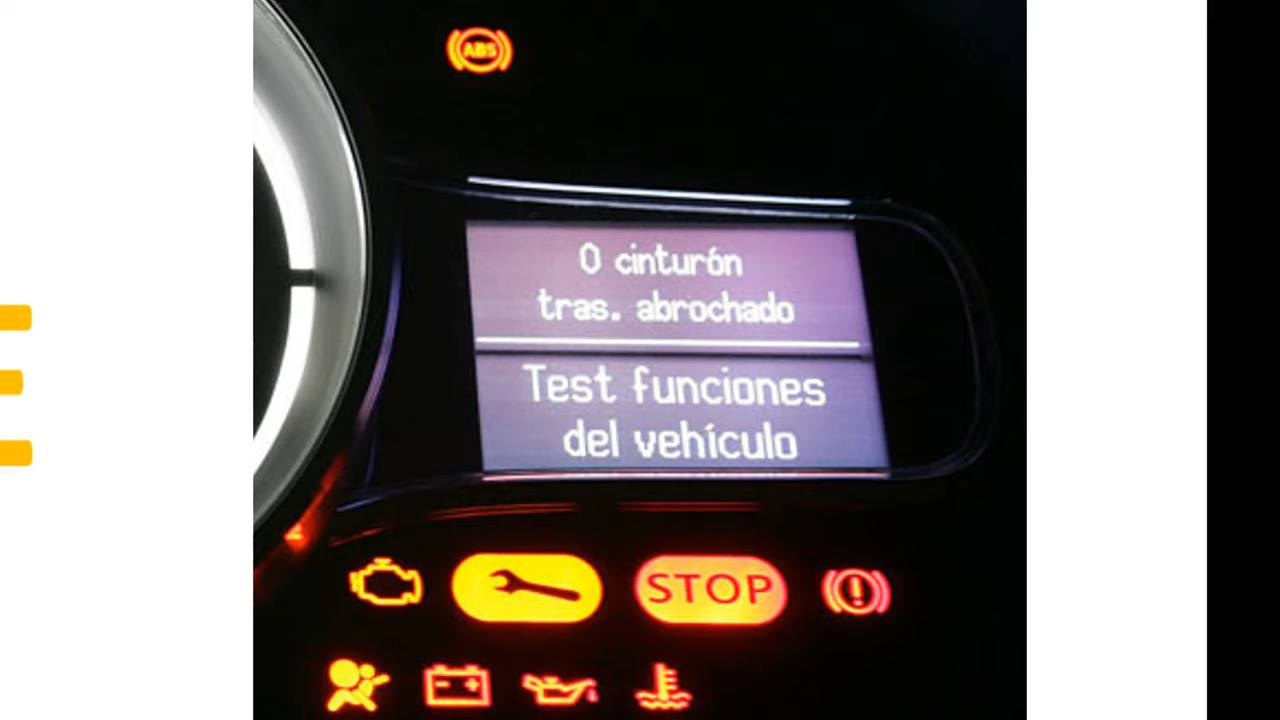 ABS
0 cinturón
tras. abrochado
Test funciones
del vehículo
STOP